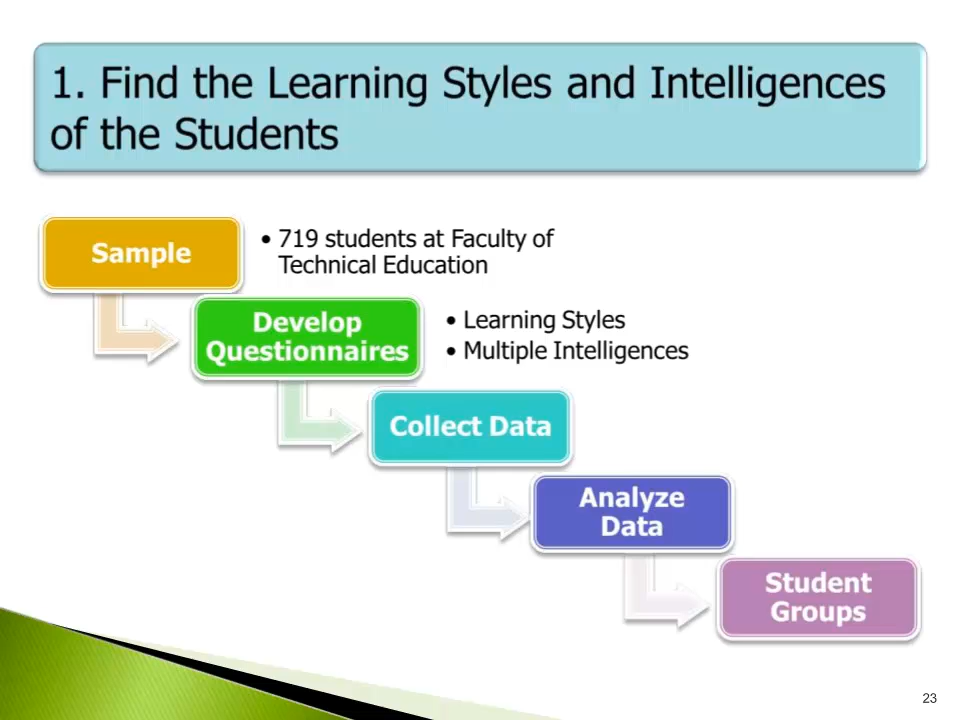 1. Find the Learning Styles and Intelligences
of the Students
Sample
• 719 students at Faculty of
Technical Education
Develop
Questionnaires
• Learning Styles
• Multiple Intelligences
Collect Data
Analyze
Data
Student
Groups
23